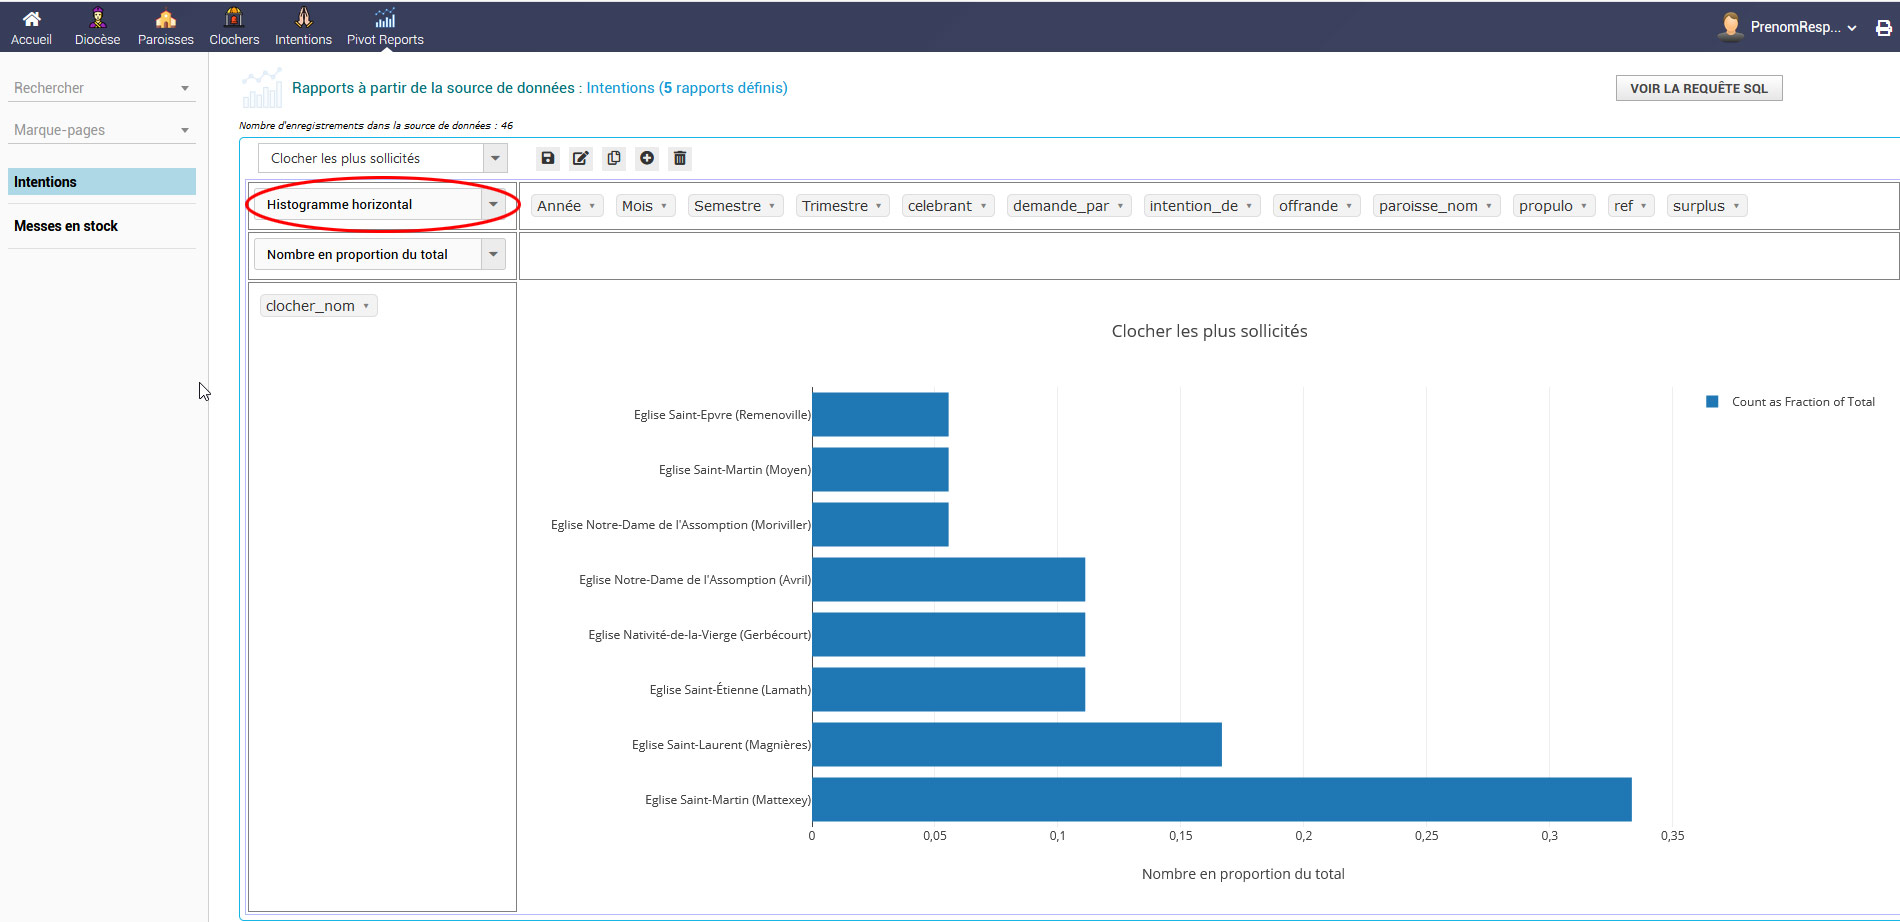 Accueil Diocèse Paroisses Clochers Intentions Pivot Reports PrenomResp...
Rechercher
Marque-pages
Intentions
Messes en stock
Rapports à partir de la source de données : Intentions (5 rapports définis)
VOIR LA REQUÊTE SQL
Nombre d'enregistrements dans la source de données : 46
Clocher les plus sollicités
Histogramme horizontal
Année Mois Semestre Trimestre celebrant demande_par intention_de offrande paroisse_nom propulo ref surplus
Nombre en proportion du total
clocher_nom
Clocher les plus sollicités
Count as Fraction of Total
Eglise Saint-Epvre (Remenoville)
Eglise Saint-Martin (Moyen)
Eglise Notre-Dame de l'Assomption (Moriviller)
Eglise Notre-Dame de l'Assomption (Avril)
Eglise Nativité-de-la-Vierge (Gerbécourt)
Eglise Saint-Étienne (Lamath)
Eglise Saint-Laurent (Magnières)
Eglise Saint-Martin (Mattexey)
0 0,05 0,1 0,15 0,2 0,25 0,3 0,35
Nombre en proportion du total